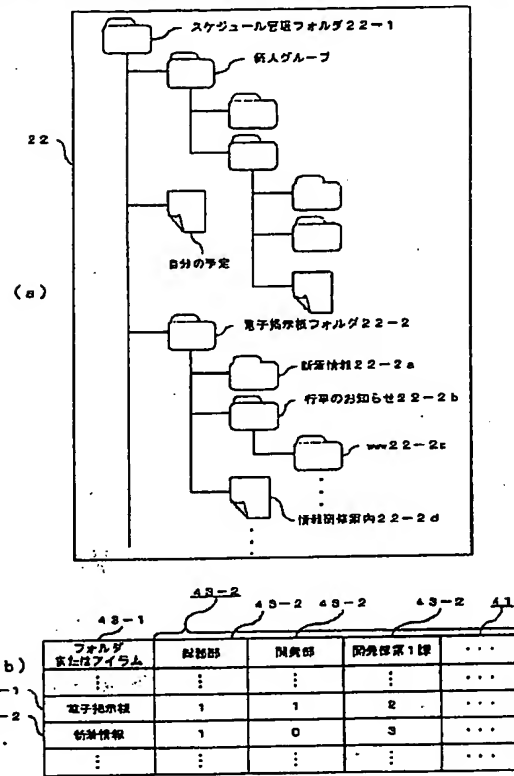 スケジュール管理フォルダ22-1
個人グループ
22
自分の予定
(a)
電子掲示板フォルダ22-2
新着情報22-2a
行事のお知らせ22-2b
www22-2c
情報研修案内22-2d
43-2
43-1 43-2 43-2 43-2 41
b)
フォルダ
またはアイテム 総務部 開発部 開発部第1課 ···
-1 電子掲示板 1 1 2 ···
-2 新着情報 1 0 3 ···